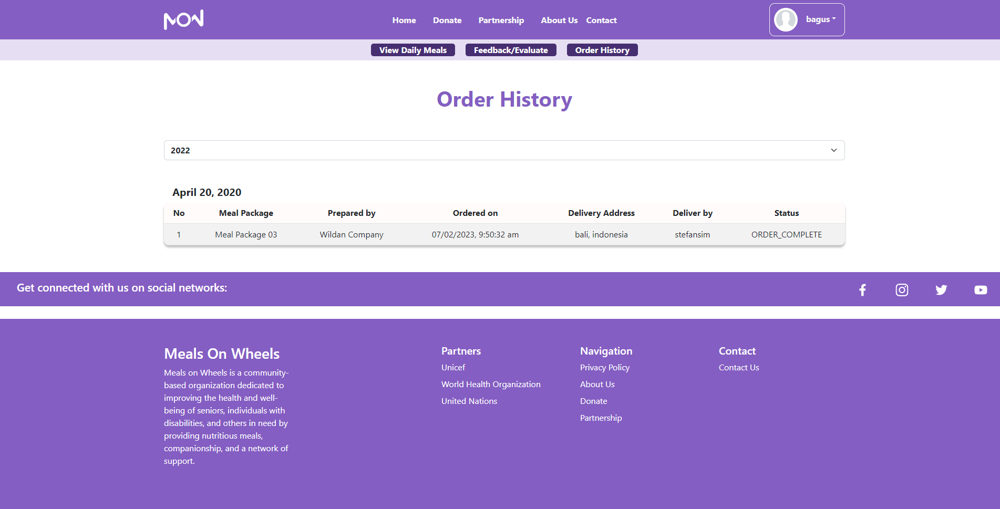 MOW
Home Donate Partnership About Us Contact
bagus
View Daily Meals Feedback/Evaluate Order History
Order History
2022
April 20, 2020
No Meal Package Prepared by Ordered on Delivery Address Deliver by Status
1 Meal Package 03 Wildan Company 07/02/2023, 9:50:32 am bali, indonesia stefansim ORDER_COMPLETE
Get connected with us on social networks:
Meals On Wheels
Meals on Wheels is a community-
based organization dedicated to
improving the health and well-
being of seniors, individuals with
disabilities, and others in need by
providing nutritious meals,
companionship, and a network of
support.
Partners
Unicef
World Health Organization
United Nations
Navigation
Privacy Policy
About Us
Donate
Partnership
Contact
Contact Us